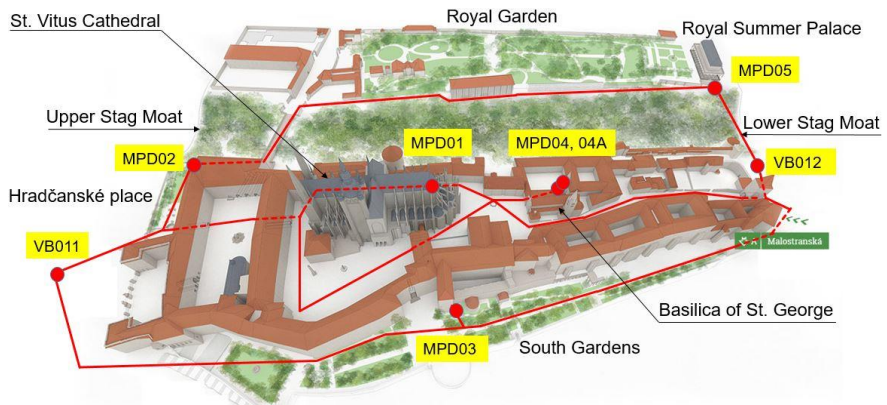 St. Vitus Cathedral
Royal Garden
Royal Summer Palace
MPD05
Upper Stag Moat
Lower Stag Moat
MPD02
MPD01
MPD04, 04A
VB012
Hradčanské place
VB011
A Malostranská
Basilica of St. George
MPD03
South Gardens